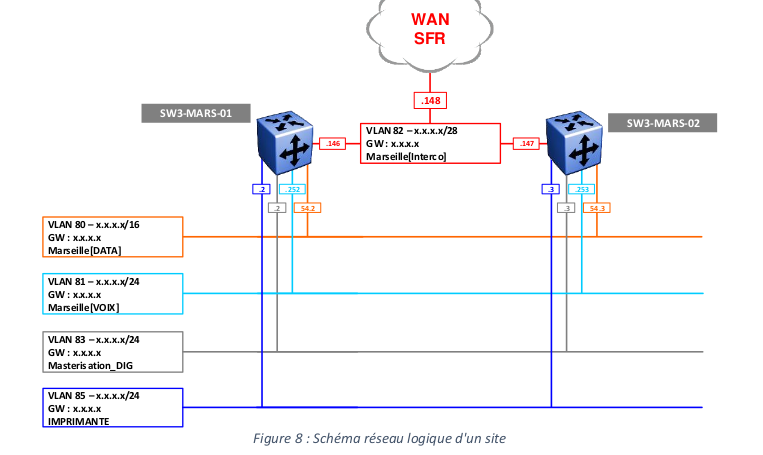 WAN
SFR
.148
SW3-MARS-01
SW3-MARS-02
VLAN 82 – x.x.x.x/28
GW : x.x.x.x
Marseille[Interco]
.146
.147
.2
.252
.2
54.2
.3
.253
.3
54.3
VLAN 80 – x.x.x.x/16
GW : x.x.x.x
Marseille[DATA]
VLAN 81 – x.x.x.x/24
GW : x.x.x.x
Marseille[VOIX]
VLAN 83 – x.x.x.x/24
GW : x.x.x.x
Masterisation_DIG
VLAN 85 – x.x.x.x/24
GW : x.x.x.x
IMPRIMANTE
Figure 8 : Schéma réseau logique d'un site